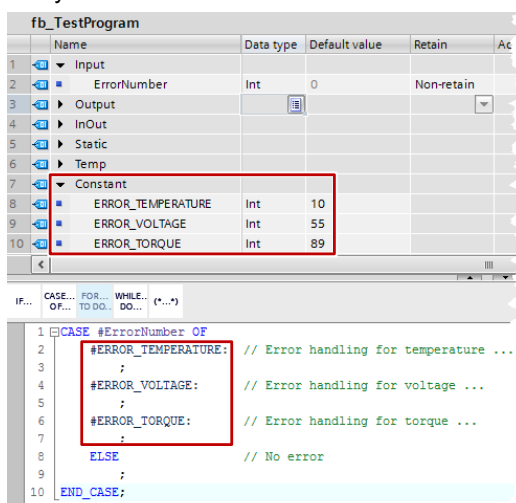 fb_TestProgram
Name Data type Default value Retain
1 Input
2 ErrorNumber Int 0 Non-retain
3 Output
4 InOut
5 Static
6 Temp
7 Constant
8 ERROR_TEMPERATURE Int 10
9 ERROR_VOLTAGE Int 55
10 ERROR_TORQUE Int 89
IF... CASE... OF... FOR... TO DO.. WHILE.. DO... (*...*)
1 CASE #ErrorNumber OF
2 #ERROR_TEMPERATURE: // Error handling for temperature ...
3 ;
4 #ERROR_VOLTAGE: // Error handling for voltage ...
5 ;
6 #ERROR_TORQUE: // Error handling for torque ...
7 ;
8 ELSE // No error
9 ;
10 END_CASE;